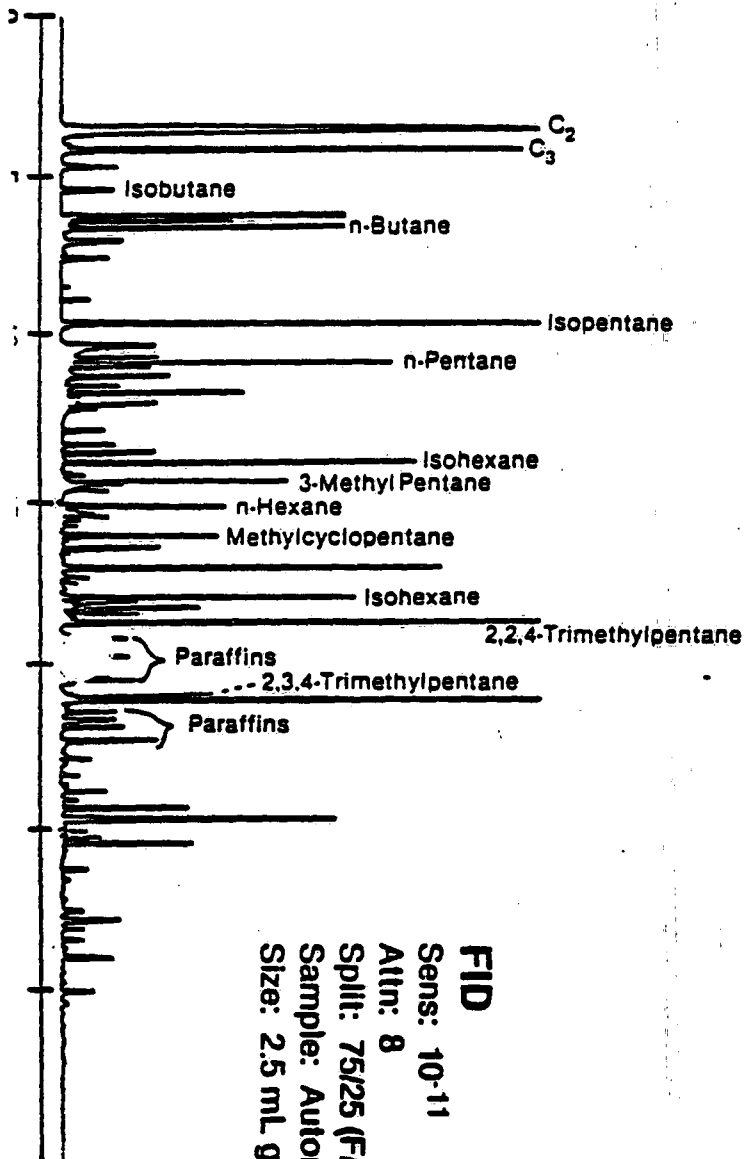 C2
C3
Isobutane
n-Butane
Isopentane
n-Pentane
Isohexane
3-Methyl Pentane
n-Hexane
Methylcyclopentane
Isohexane
2,2,4-Trimethylpentane
Paraffins
2,3,4-Trimethylpentane
Paraffins
FID
Sens: 10-11
Attn: 8
Split: 75/25
Sample:
Size: 2.5 mL